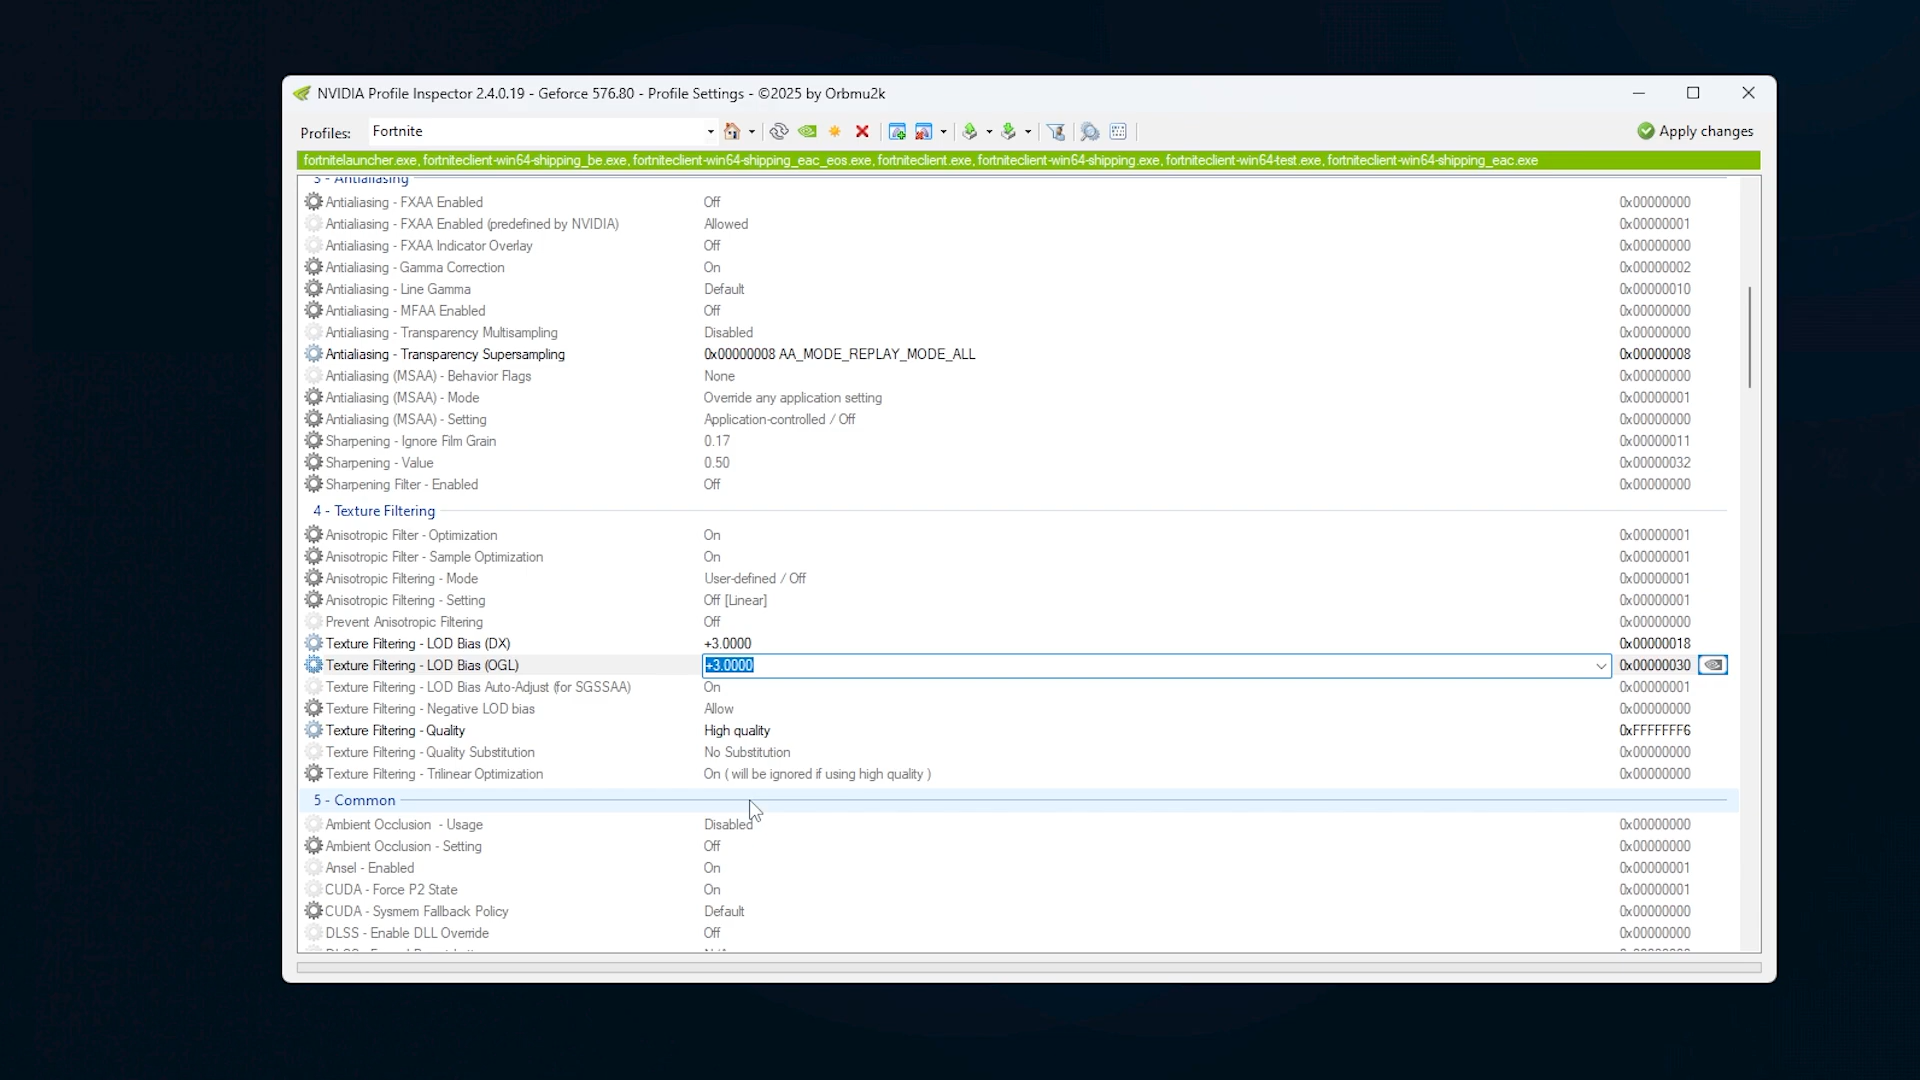 NVIDIA Profile Inspector 2.4.0.19 - Geforce 576.80 - Profile Settings - ©2025 by Orbmu2k
Profiles: Fortnite Apply changes
fortnitelauncher.exe, fortniteclient-win64-shipping_be.exe, fortniteclient-win64-shipping_eac_eos.exe, fortniteclient.exe, fortniteclient-win64-shipping.exe, fortniteclient-win64-test.exe, fortniteclient-win64-shipping_eac.exe
3 - Antialiasing
Antialiasing - FXAA Enabled Off 0x00000000
Antialiasing - FXAA Enabled (predefined by NVIDIA) Allowed 0x00000001
Antialiasing - FXAA Indicator Overlay Off 0x00000000
Antialiasing - Gamma Correction On 0x00000002
Antialiasing - Line Gamma Default 0x00000010
Antialiasing - MFAA Enabled Off 0x00000000
Antialiasing - Transparency Multisampling Disabled 0x00000000
Antialiasing - Transparency Supersampling 0x00000008 AA_MODE_REPLAY_MODE_ALL 0x00000008
Antialiasing (MSAA) - Behavior Flags None 0x00000000
Antialiasing (MSAA) - Mode Override any application setting 0x00000001
Antialiasing (MSAA) - Setting Application-controlled / Off 0x00000000
Sharpening - Ignore Film Grain 0.17 0x00000011
Sharpening - Value 0.50 0x00000032
Sharpening Filter - Enabled Off 0x00000000
4 - Texture Filtering
Anisotropic Filter - Optimization On 0x00000001
Anisotropic Filter - Sample Optimization On 0x00000001
Anisotropic Filtering - Mode User-defined / Off 0x00000001
Anisotropic Filtering - Setting Off [Linear] 0x00000001
Prevent Anisotropic Filtering Off 0x00000000
Texture Filtering - LOD Bias (DX) +3.0000 0x00000018
Texture Filtering - LOD Bias (OGL) +3.0000 0x00000030
Texture Filtering - LOD Bias Auto-Adjust (for SGSSAA) On 0x00000001
Texture Filtering - Negative LOD bias Allow 0x00000000
Texture Filtering - Quality High quality 0xFFFFFFF6
Texture Filtering - Quality Substitution No Substitution 0x00000000
Texture Filtering - Trilinear Optimization On ( will be ignored if using high quality ) 0x00000000
5 - Common
Ambient Occlusion - Usage Disabled 0x00000000
Ambient Occlusion - Setting Off 0x00000000
Ansel - Enabled On 0x00000001
CUDA - Force P2 State On 0x00000001
CUDA - Sysmem Fallback Policy Default 0x00000000
DLSS - Enable DLL Override Off 0x00000000